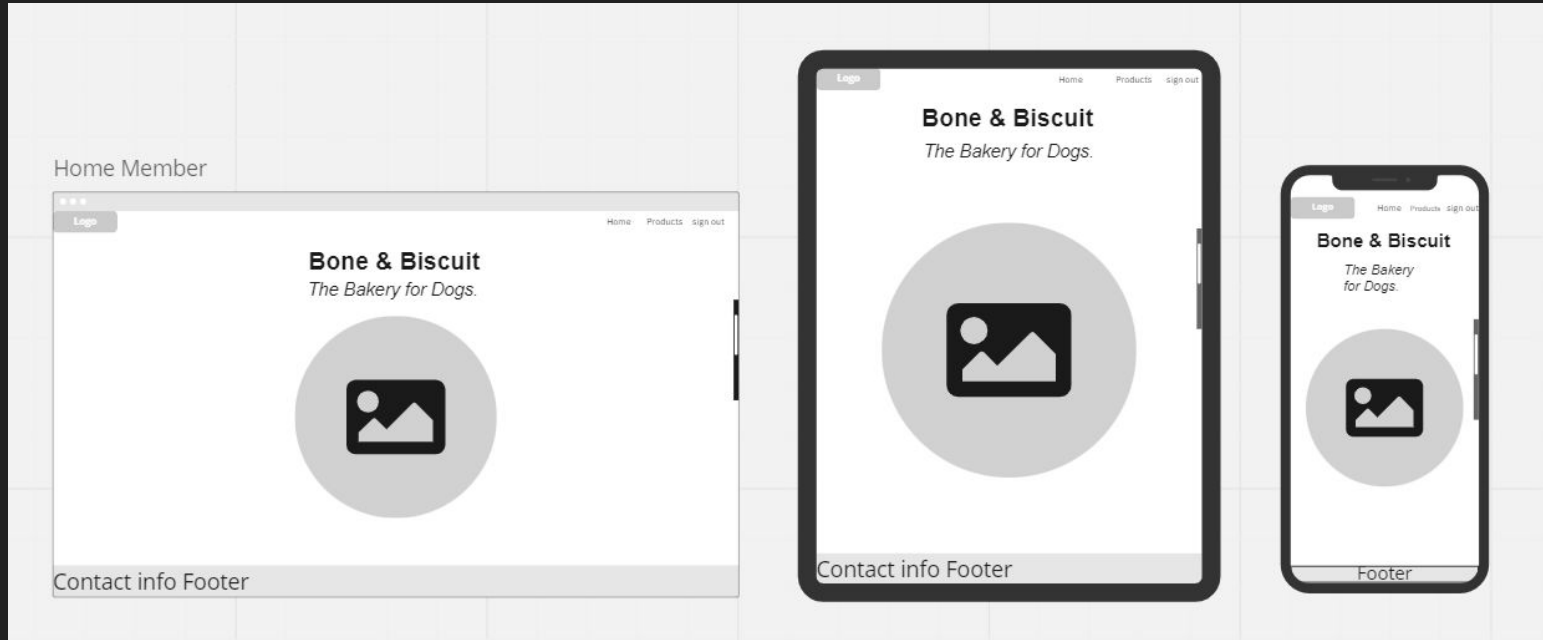 Home Member
Logo
Home Products sign out
Bone & Biscuit
The Bakery for Dogs.
Contact info Footer
Logo
Home Products sign out
Bone & Biscuit
The Bakery for Dogs.
Contact info Footer
Logo
Home Products sign out
Bone & Biscuit
The Bakery
for Dogs.
Footer